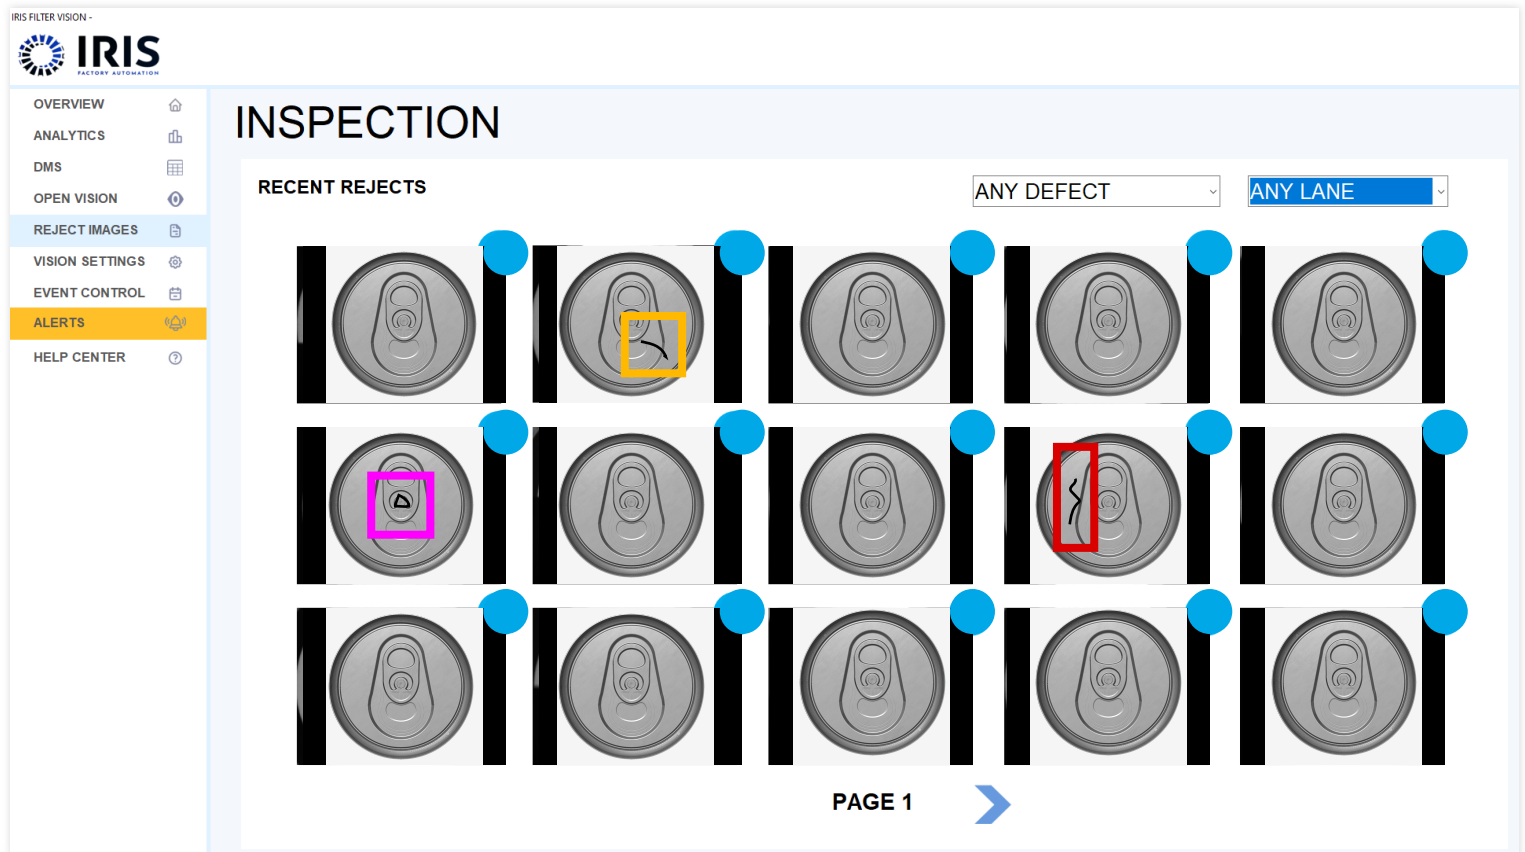 IRIS FILTER VISION -
IRIS
FACTORY AUTOMATION
OVERVIEW
ANALYTICS
DMS
OPEN VISION
REJECT IMAGES
VISION SETTINGS
EVENT CONTROL
ALERTS
HELP CENTER
INSPECTION
RECENT REJECTS
ANY DEFECT
ANY LANE
PAGE 1